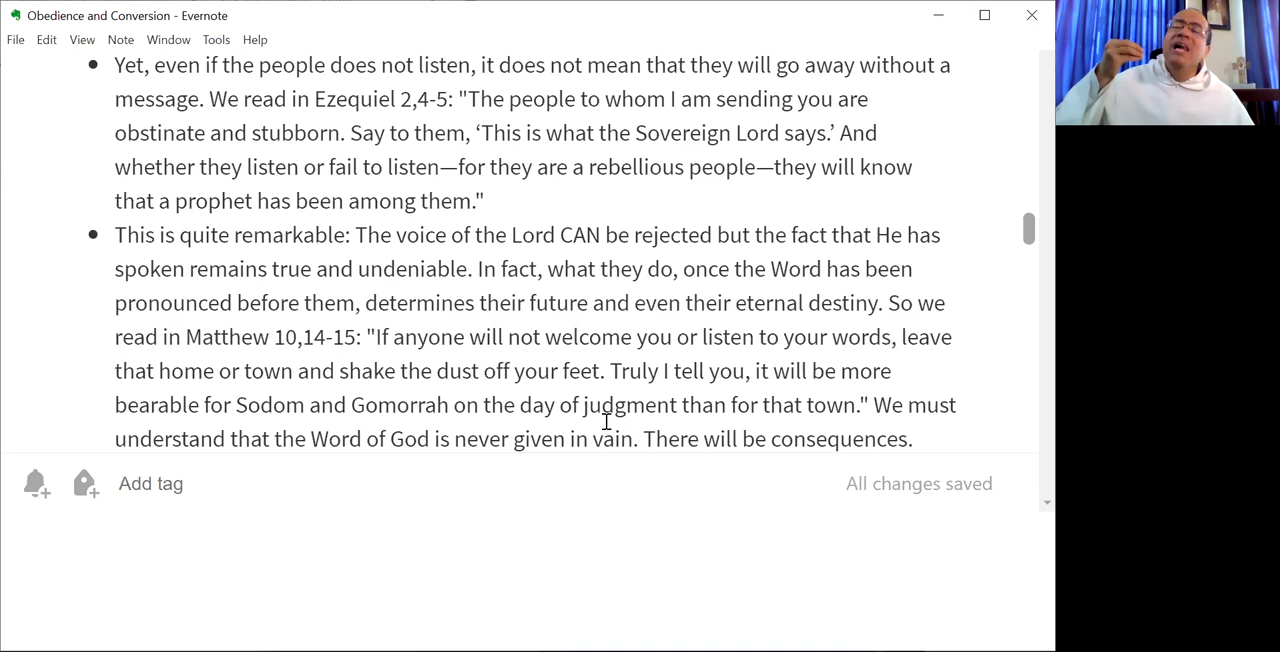 Obedience and Conversion - Evernote
File Edit View Note Window Tools Help
Yet, even if the people does not listen, it does not mean that they will go away without a
message. We read in Ezequiel 2,4-5: "The people to whom I am sending you are
obstinate and stubborn. Say to them, ‘This is what the Sovereign Lord says.’ And
whether they listen or fail to listen—for they are a rebellious people—they will know
that a prophet has been among them."
This is quite remarkable: The voice of the Lord CAN be rejected but the fact that He has
spoken remains true and undeniable. In fact, what they do, once the Word has been
pronounced before them, determines their future and even their eternal destiny. So we
read in Matthew 10,14-15: "If anyone will not welcome you or listen to your words, leave
that home or town and shake the dust off your feet. Truly I tell you, it will be more
bearable for Sodom and Gomorrah on the day of judgment than for that town." We must
understand that the Word of God is never given in vain. There will be consequences.
Add tag
All changes saved